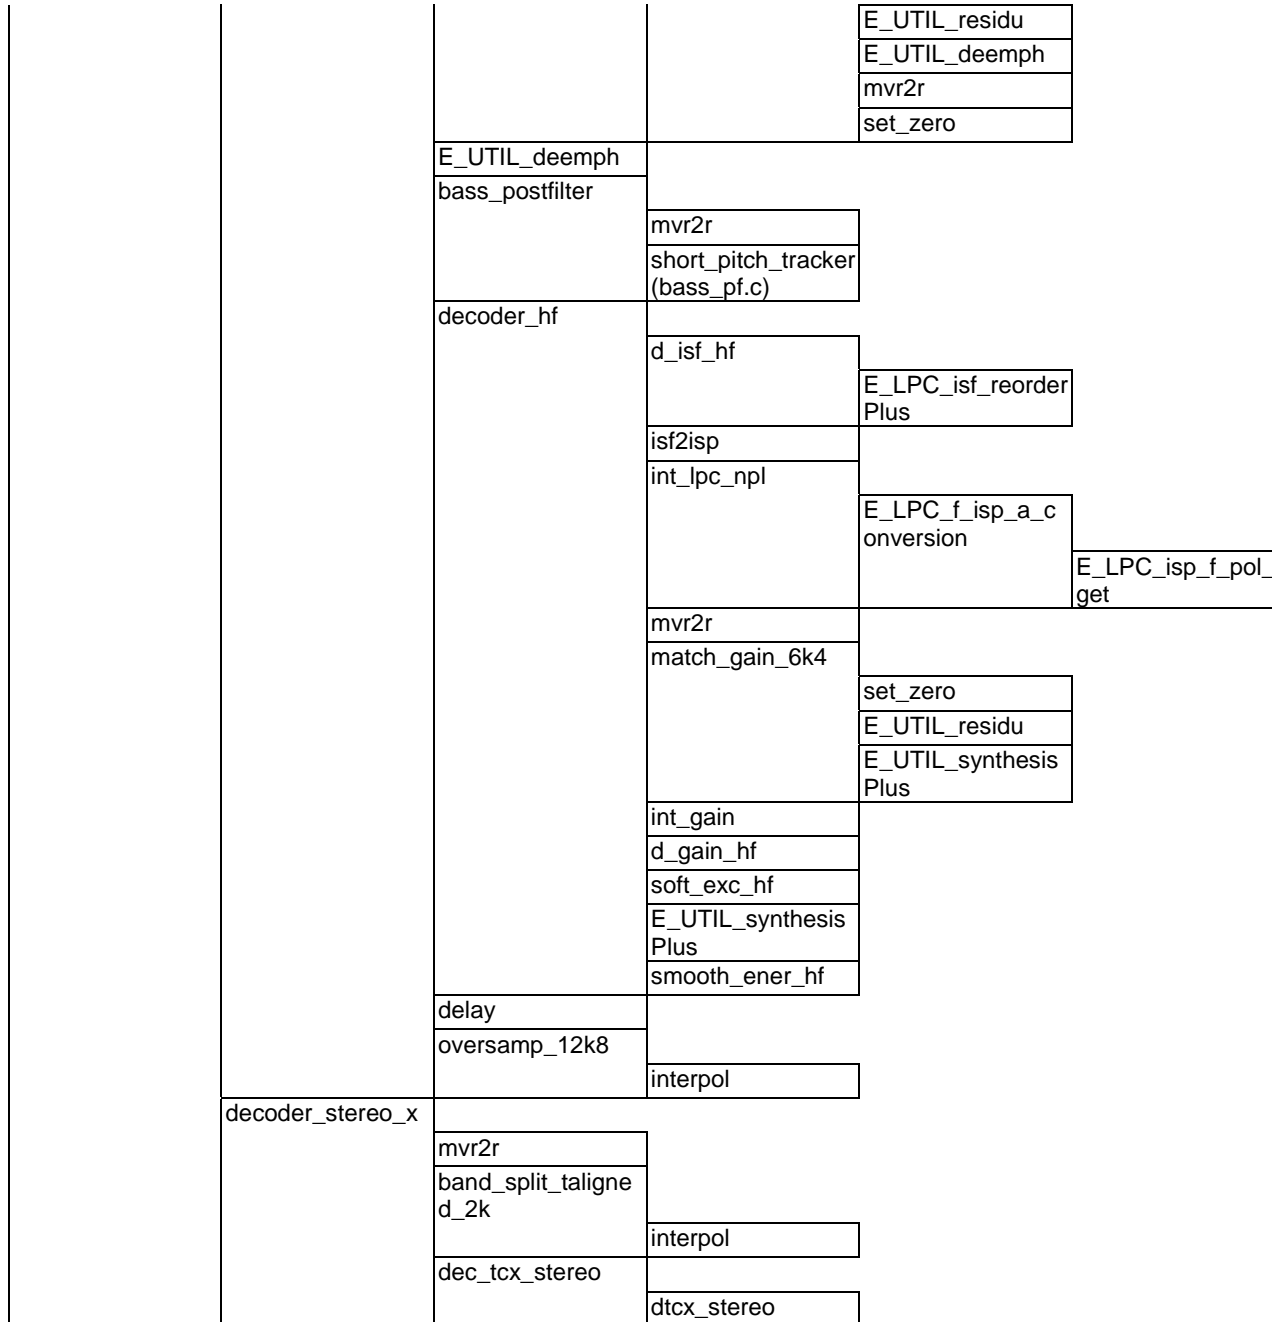 E_UTIL_residu
E_UTIL_deemph
mvr2r
set_zero
E_UTIL_deemph
bass_postfilter
mvr2r
short_pitch_tracker
(bass_pf.c)
decoder_hf
d_isf_hf
E_LPC_isf_reorder
Plus
isf2isp
int_lpc_npl
E_LPC_f_isp_a_c
onversion
E_LPC_isp_f_pol_
get
mvr2r
match_gain_6k4
set_zero
E_UTIL_residu
E_UTIL_synthesis
Plus
int_gain
d_gain_hf
soft_exc_hf
E_UTIL_synthesis
Plus
smooth_ener_hf
delay
oversamp_12k8
interpol
decoder_stereo_x
mvr2r
band_split_taligne
d_2k
interpol
dec_tcx_stereo
dtcx_stereo